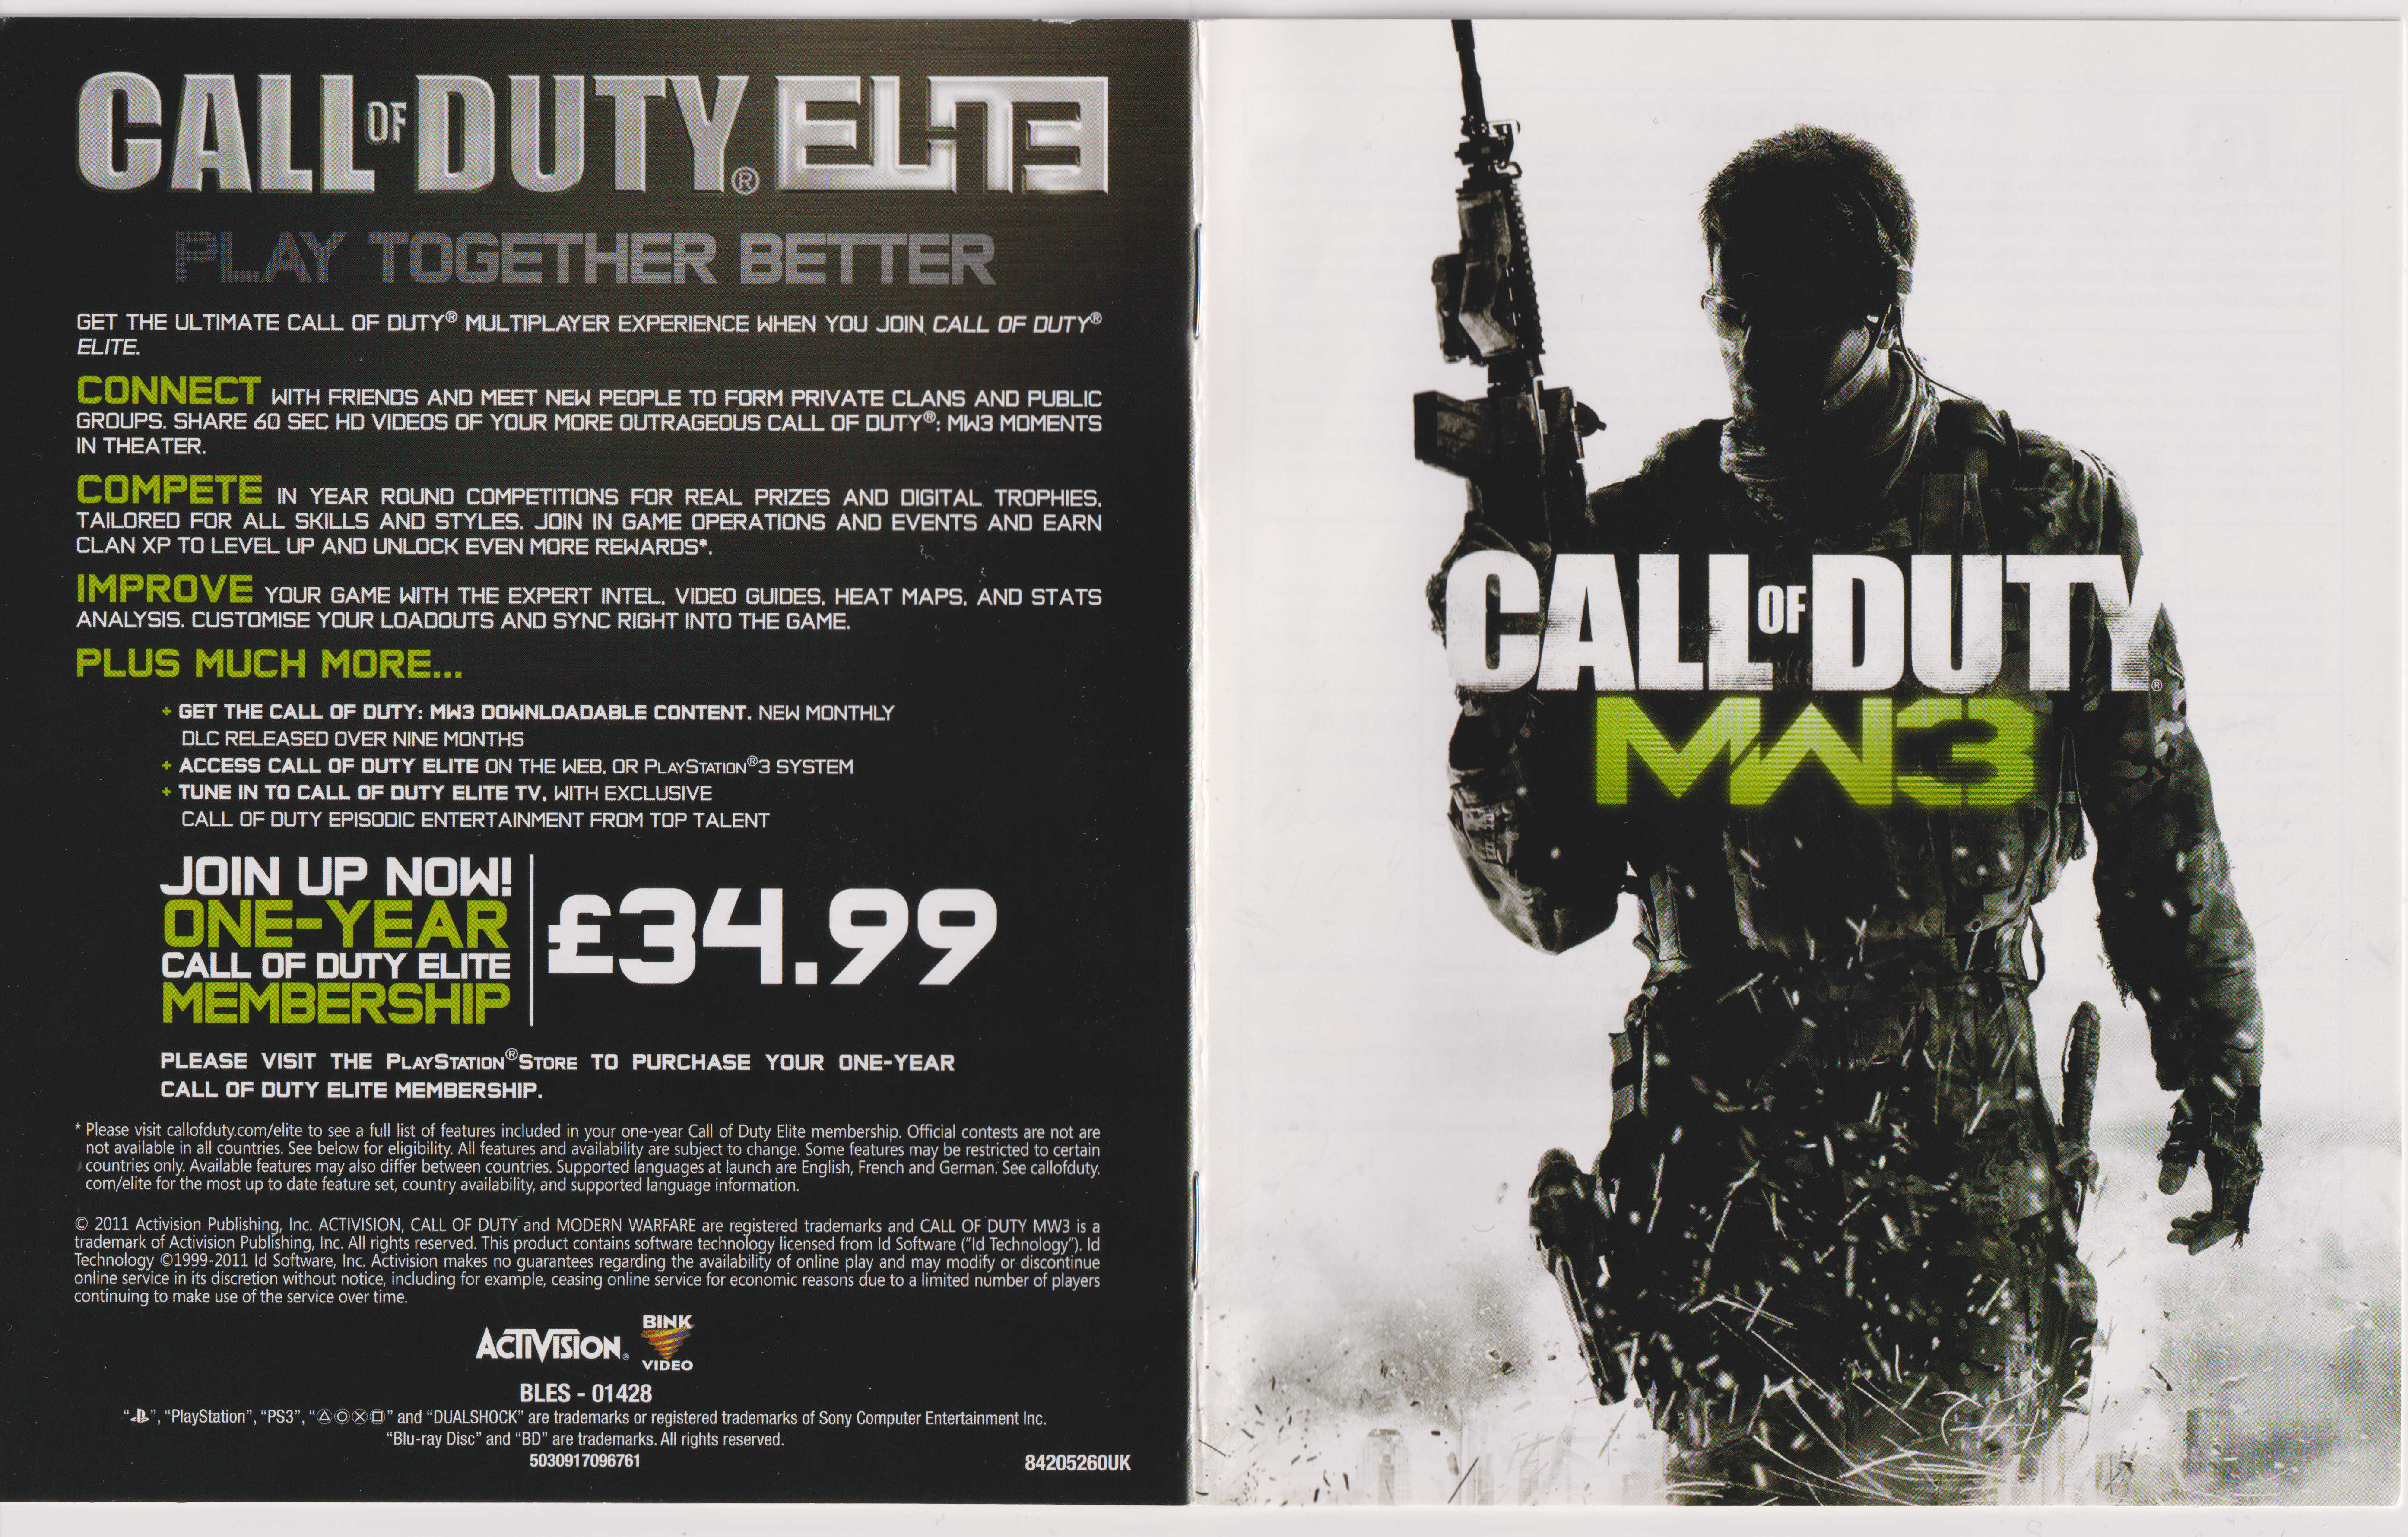 CALL OF DUTY® ELITE
PLAY TOGETHER BETTER
GET THE ULTIMATE CALL OF DUTY® MULTIPLAYER EXPERIENCE WHEN YOU JOIN CALL OF DUTY®
ELITE.
CONNECT WITH FRIENDS AND MEET NEW PEOPLE TO FORM PRIVATE CLANS AND PUBLIC
GROUPS. SHARE 60 SEC HD VIDEOS OF YOUR MORE OUTRAGEOUS CALL OF DUTY®: MW3 MOMENTS
IN THEATER.
COMPETE IN YEAR ROUND COMPETITIONS FOR REAL PRIZES AND DIGITAL TROPHIES,
TAILORED FOR ALL SKILLS AND STYLES. JOIN IN GAME OPERATIONS AND EVENTS AND EARN
CLAN XP TO LEVEL UP AND UNLOCK EVEN MORE REWARDS*.
IMPROVE YOUR GAME WITH THE EXPERT INTEL, VIDEO GUIDES, HEAT MAPS, AND STATS
ANALYSIS. CUSTOMISE YOUR LOADOUTS AND SYNC RIGHT INTO THE GAME.
PLUS MUCH MORE...
+ GET THE CALL OF DUTY: MW3 DOWNLOADABLE CONTENT. NEW MONTHLY
DLC RELEASED OVER NINE MONTHS
+ ACCESS CALL OF DUTY ELITE ON THE WEB, OR PLAYSTATION®3 SYSTEM
+ TUNE IN TO CALL OF DUTY ELITE TV, WITH EXCLUSIVE
CALL OF DUTY EPISODIC ENTERTAINMENT FROM TOP TALENT
JOIN UP NOW!
ONE-YEAR
CALL OF DUTY ELITE
MEMBERSHIP
£34.99
PLEASE VISIT THE PLAYSTATION®STORE TO PURCHASE YOUR ONE-YEAR
CALL OF DUTY ELITE MEMBERSHIP.
* Please visit callofduty.com/elite to see a full list of features included in your one-year Call of Duty Elite membership. Official contests are not are
not available in all countries. See below for eligibility. All features and availability are subject to change. Some features may be restricted to certain
countries only. Available features may also differ between countries. Supported languages at launch are English, French and German. See callofduty.
com/elite for the most up to date feature set, country availability, and supported language information.
© 2011 Activision Publishing, Inc. ACTIVISION, CALL OF DUTY and MODERN WARFARE are registered trademarks and CALL OF DUTY MW3 is a
trademark of Activision Publishing, Inc. All rights reserved. This product contains software technology licensed from Id Software ("Id Technology"). Id
Technology ©1999-2011 Id Software, Inc. Activision makes no guarantees regarding the availability of online play and may modify or discontinue
online service in its discretion without notice, including for example, ceasing online service for economic reasons due to a limited number of players
continuing to make use of the service over time.
ACTIVISION®
BINK
VIDEO
BLES - 01428
“ ”, “PlayStation”, “PS3”, “△○✕□” and “DUALSHOCK” are trademarks or registered trademarks of Sony Computer Entertainment Inc.
“Blu-ray Disc” and “BD” are trademarks. All rights reserved.
5030917096761
84205260UK
CALL OF DUTY®
MW3